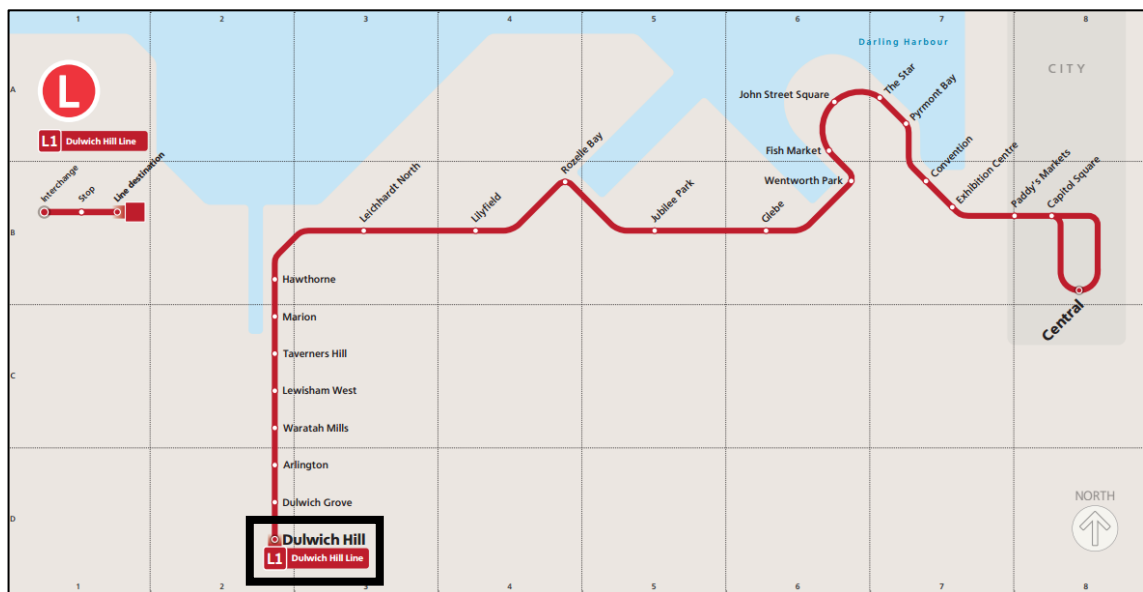 1 2 3 4 5 6 7 8
Darling Harbour
CITY
A
L
L1 Dulwich Hill Line
Interchange
Stop
Line destination
John Street Square
The Star
Pyrmont Bay
Fish Market
Wentworth Park
Convention
Exhibition Centre
Paddy's Markets
Capitol Square
Central
Rozelle Bay
Leichhardt North
Lilyfield
Jubilee Park
Glebe
B
Hawthorne
Marion
Taverners Hill
C
Lewisham West
Waratah Mills
Arlington
Dulwich Grove
D
Dulwich Hill
L1 Dulwich Hill Line
NORTH
1 2 3 4 5 6 7 8